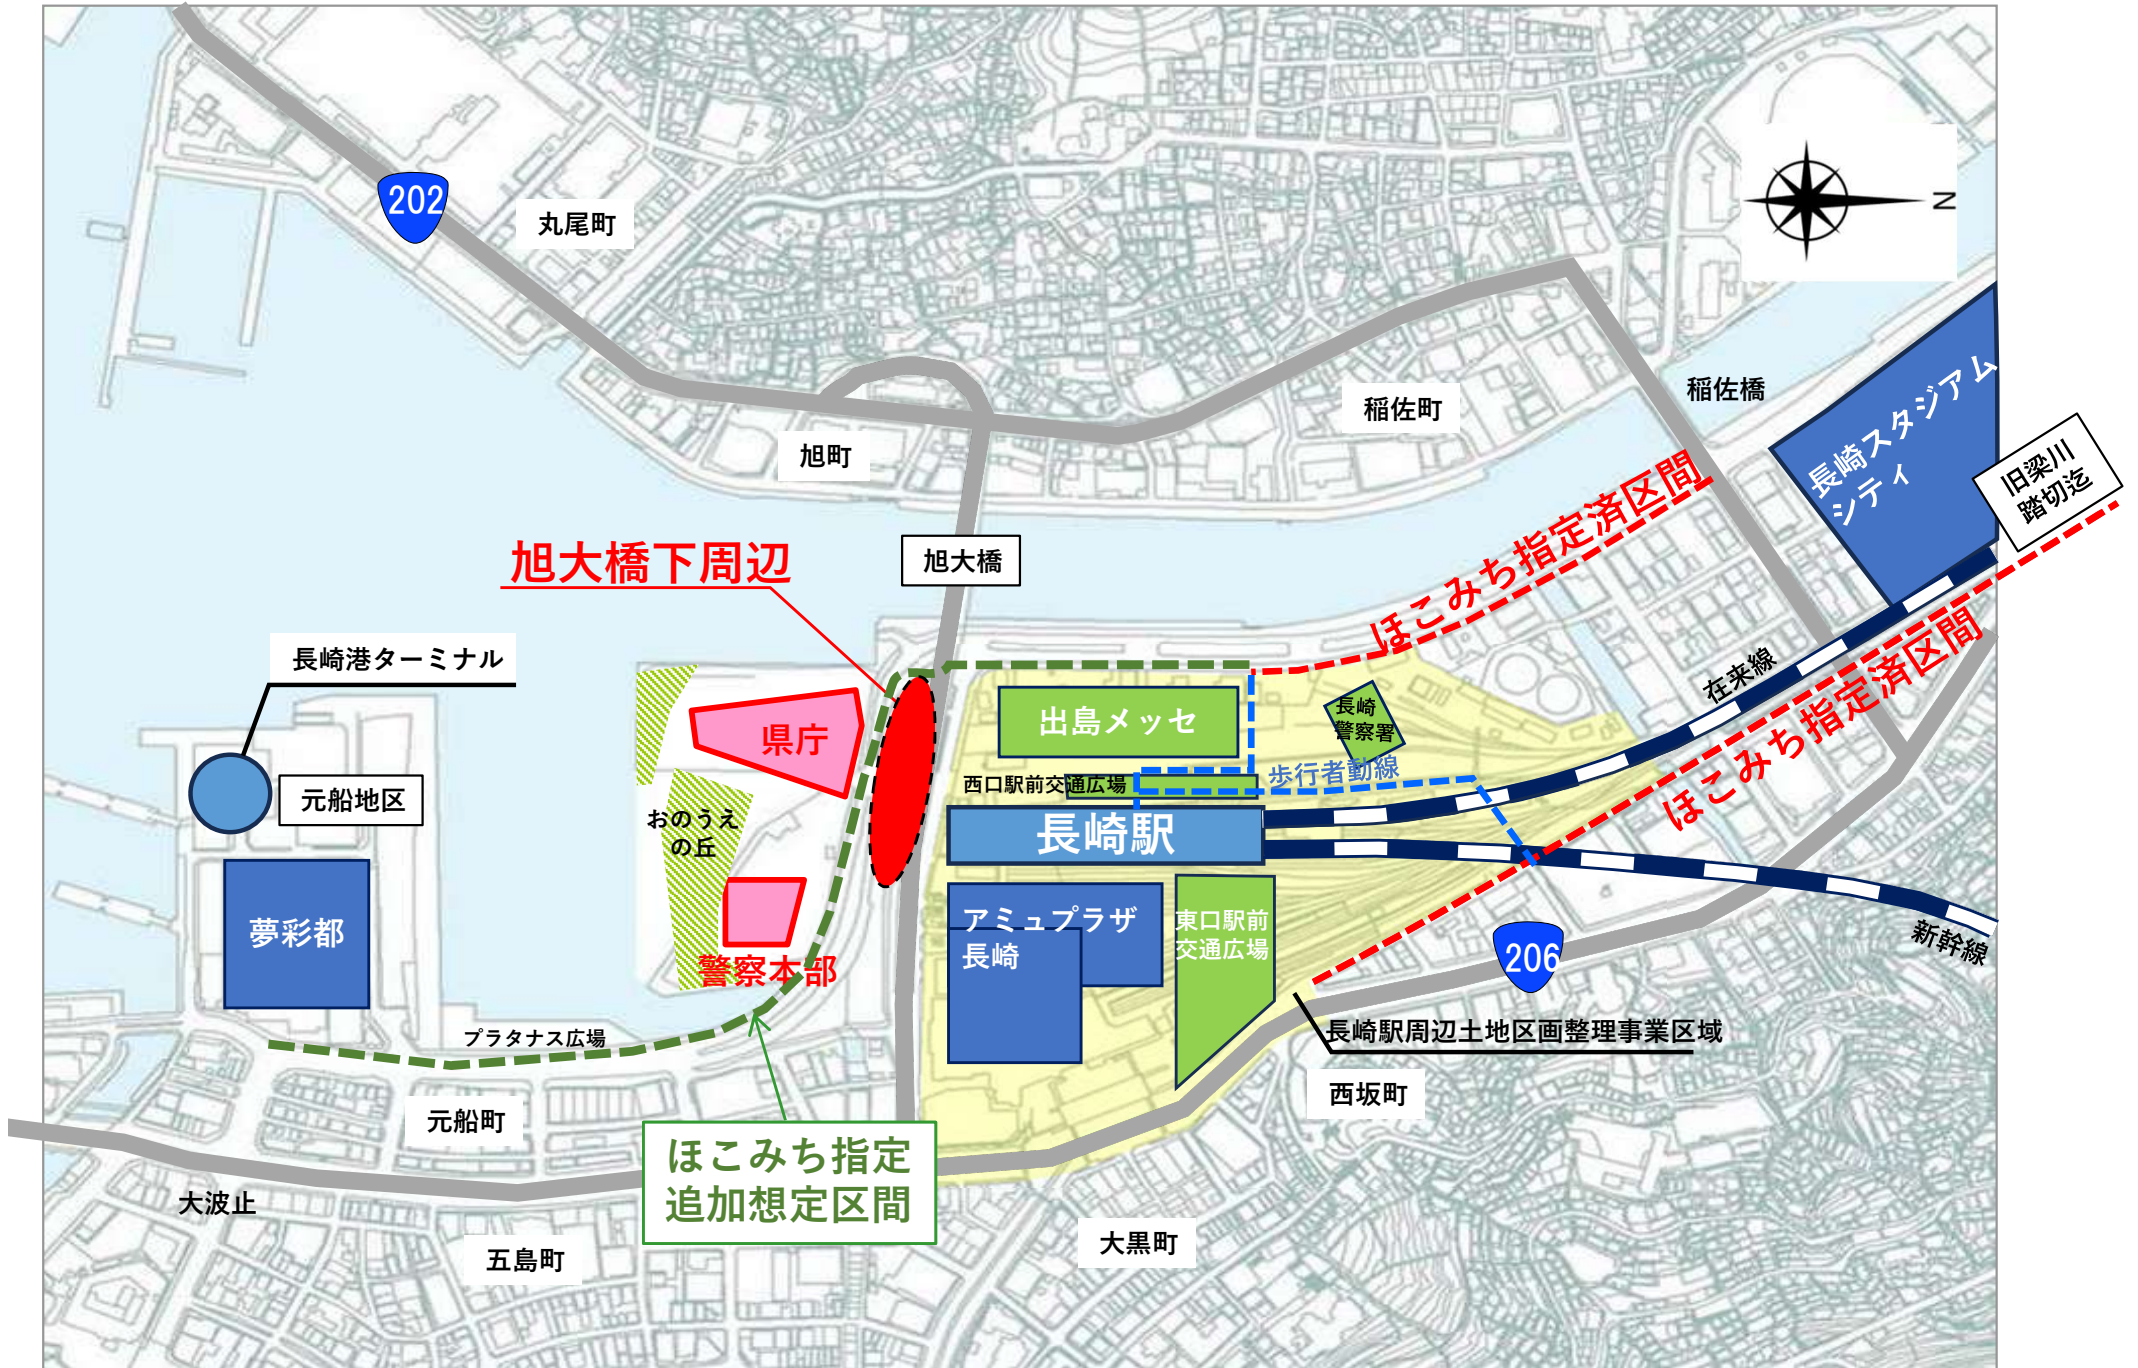 202
丸尾町
N
稲佐橋
稲佐町
旭町
長崎スタジアム
シティ
旧梁川
踏切迄
ほこみち指定済区間
旭大橋
旭大橋下周辺
長崎港ターミナル
元船地区
県庁
出島メッセ
長崎
警察署
在来線
ほこみち指定済区間
西口駅前交通広場
歩行者動線
おのうえ
の丘
長崎駅
夢彩都
アミュプラザ
長崎
東口駅前
交通広場
206
新幹線
警察本部
プラタナス広場
長崎駅周辺土地区画整理事業区域
西坂町
元船町
ほこみち指定
追加想定区間
大波止
五島町
大黒町